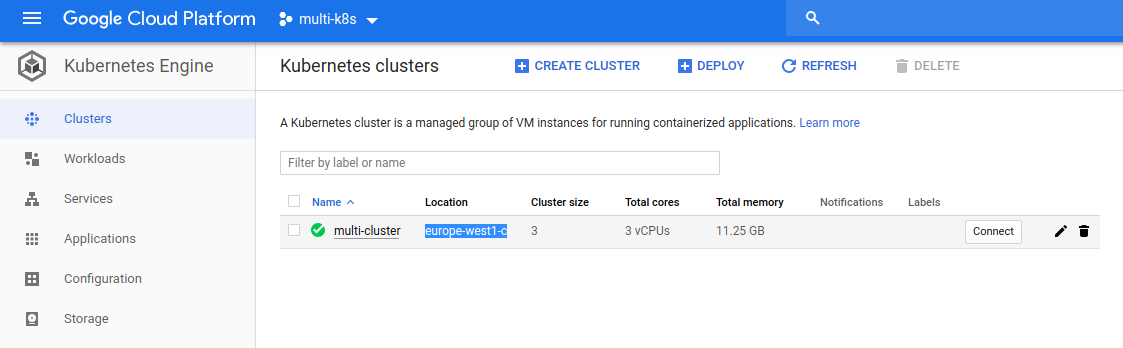 Google Cloud Platform multi-k8s
Kubernetes Engine
Clusters
Workloads
Services
Applications
Configuration
Storage
Kubernetes clusters CREATE CLUSTER DEPLOY REFRESH DELETE
A Kubernetes cluster is a managed group of VM instances for running containerized applications. Learn more
Filter by label or name
Name Location Cluster size Total cores Total memory Notifications Labels
multi-cluster europe-west1-c 3 3 vCPUs 11.25 GB Connect